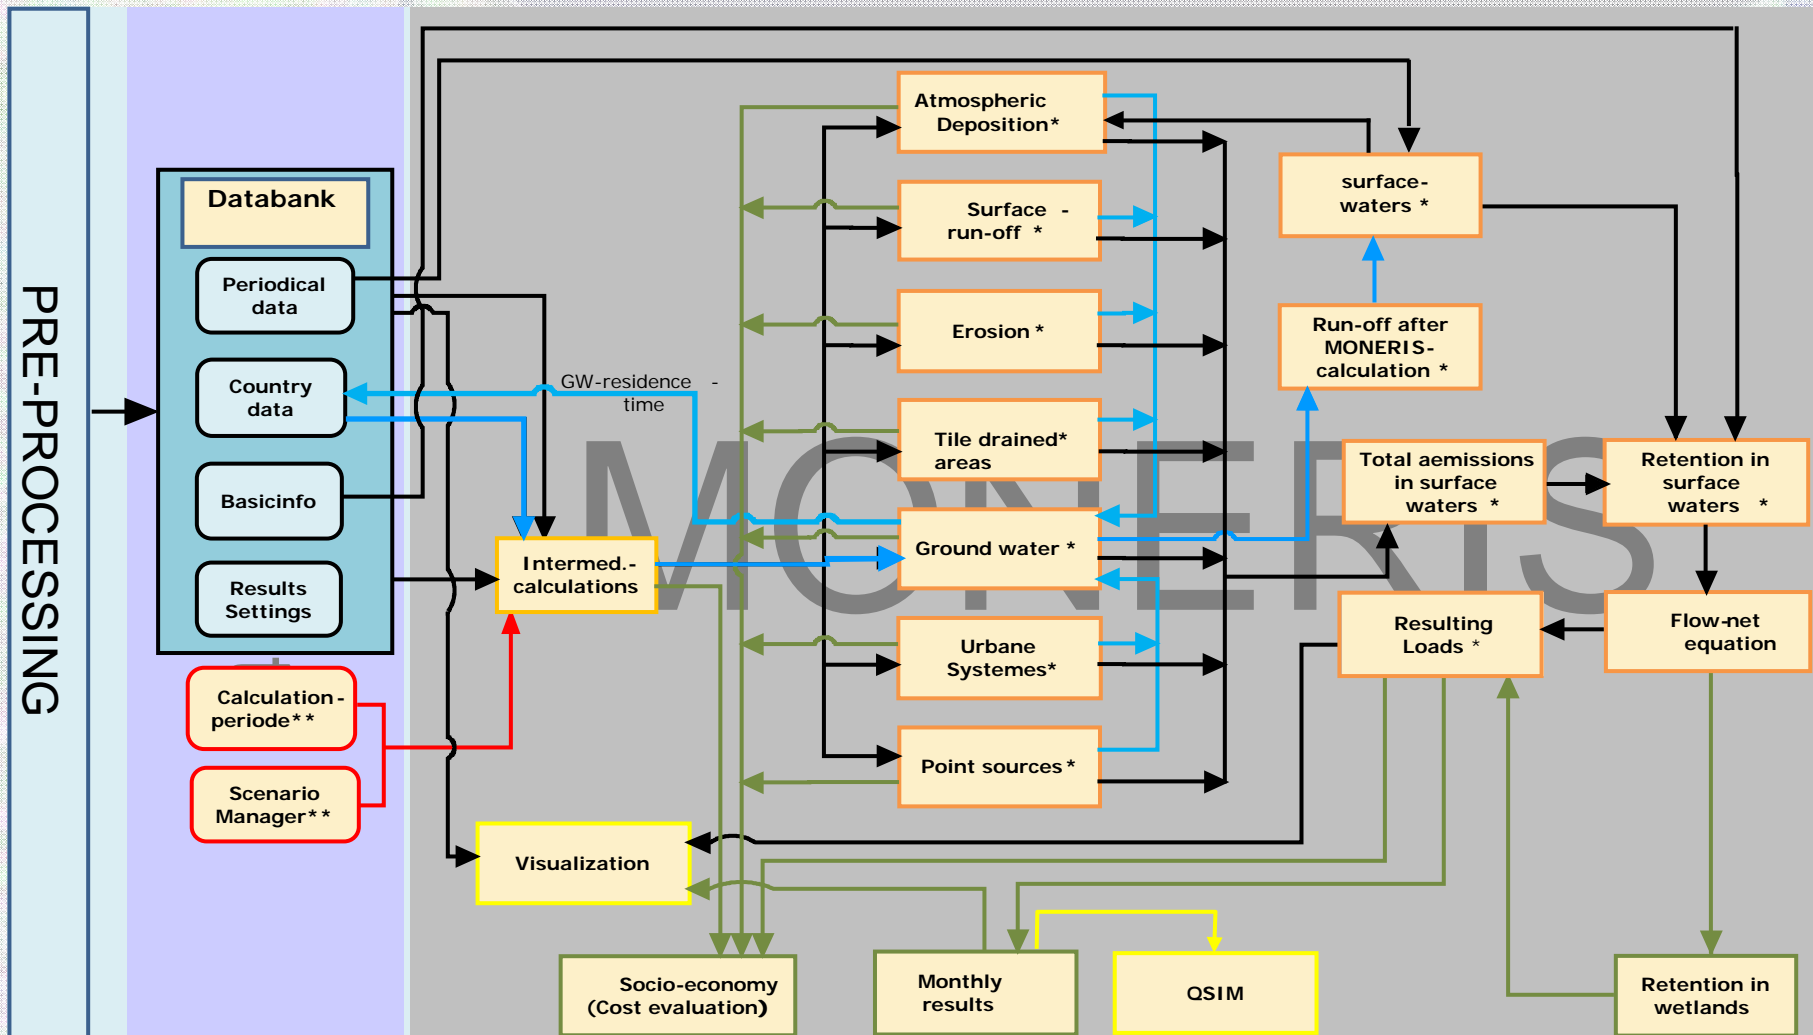 PRE-PROCESSING
MONERIS
Databank
Periodical
data
Country
data
Basicinfo
Results
Settings
Calculation-
periode**
Scenario
Manager**
GW-residence -
time
Intermed.-
calculations
Visualization
Socio-economy
(Cost evaluation)
Atmospheric
Deposition*
Surface -
run-off *
Erosion *
Tile drained*
areas
Ground water *
Urbane
Systemes*
Point sources*
Monthly
results
QSIM
surface-
waters *
Run-off after
MONERIS-
calculation *
Total aemissions
in surface
waters *
Retention in
surface
waters *
Resulting
Loads *
Flow-net
equation
Retention in
wetlands